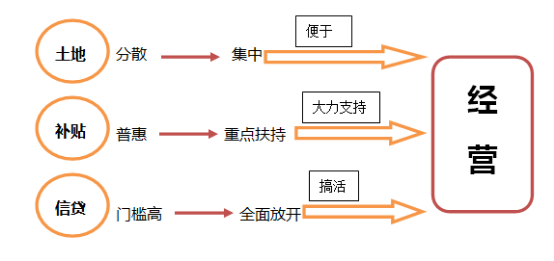 便于
土地 分散 集中
大力支持
经
补贴 普惠 重点扶持
营
搞活
信贷 门槛高 全面放开